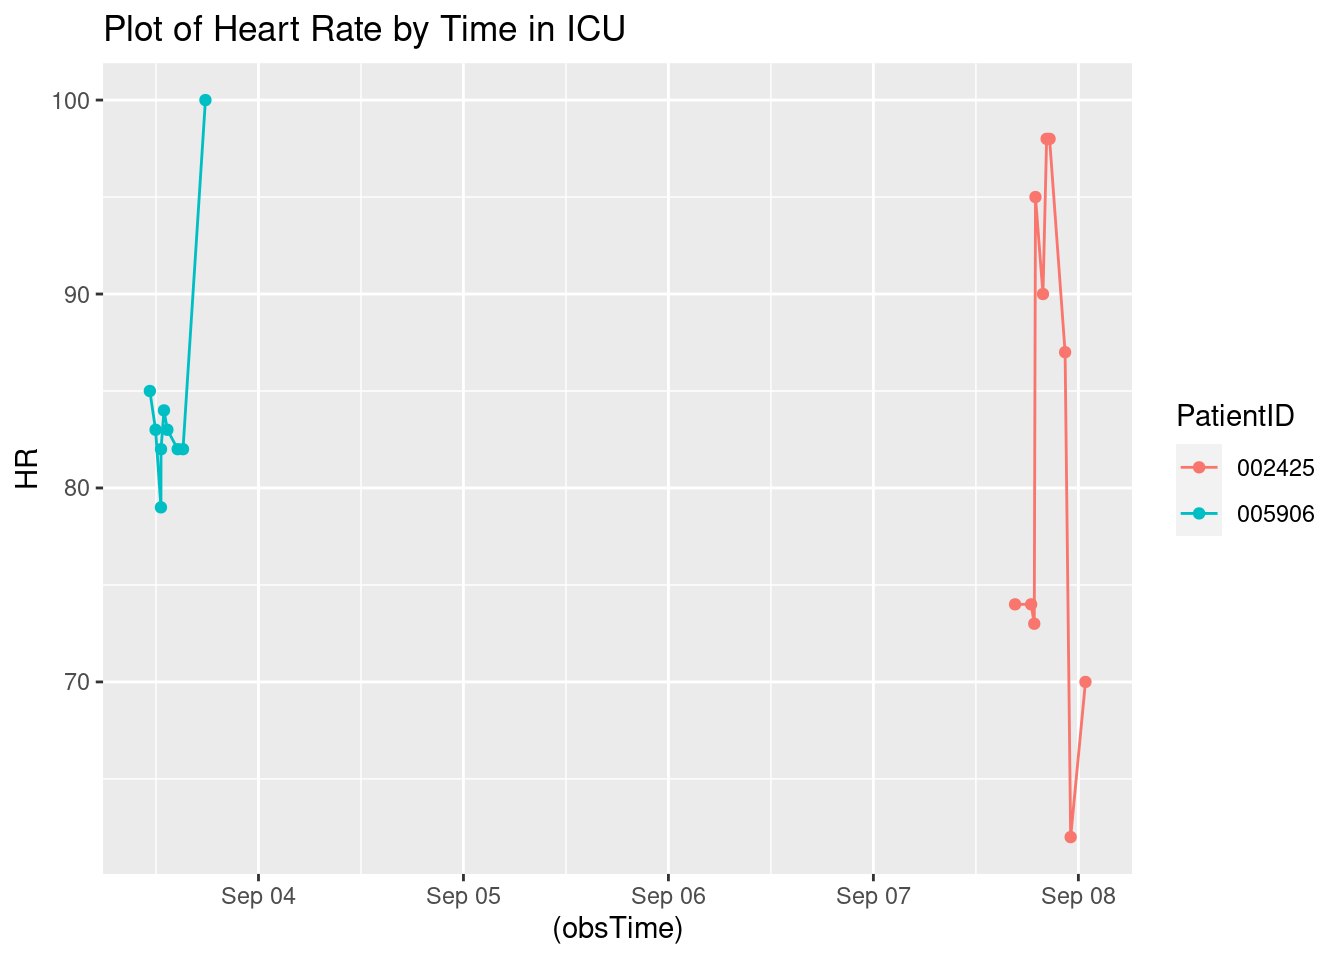 Plot of Heart Rate by Time in ICU
100
90
80
70
HR
Sep 04 Sep 05 Sep 06 Sep 07 Sep 08
(obsTime)
PatientID
002425
005906